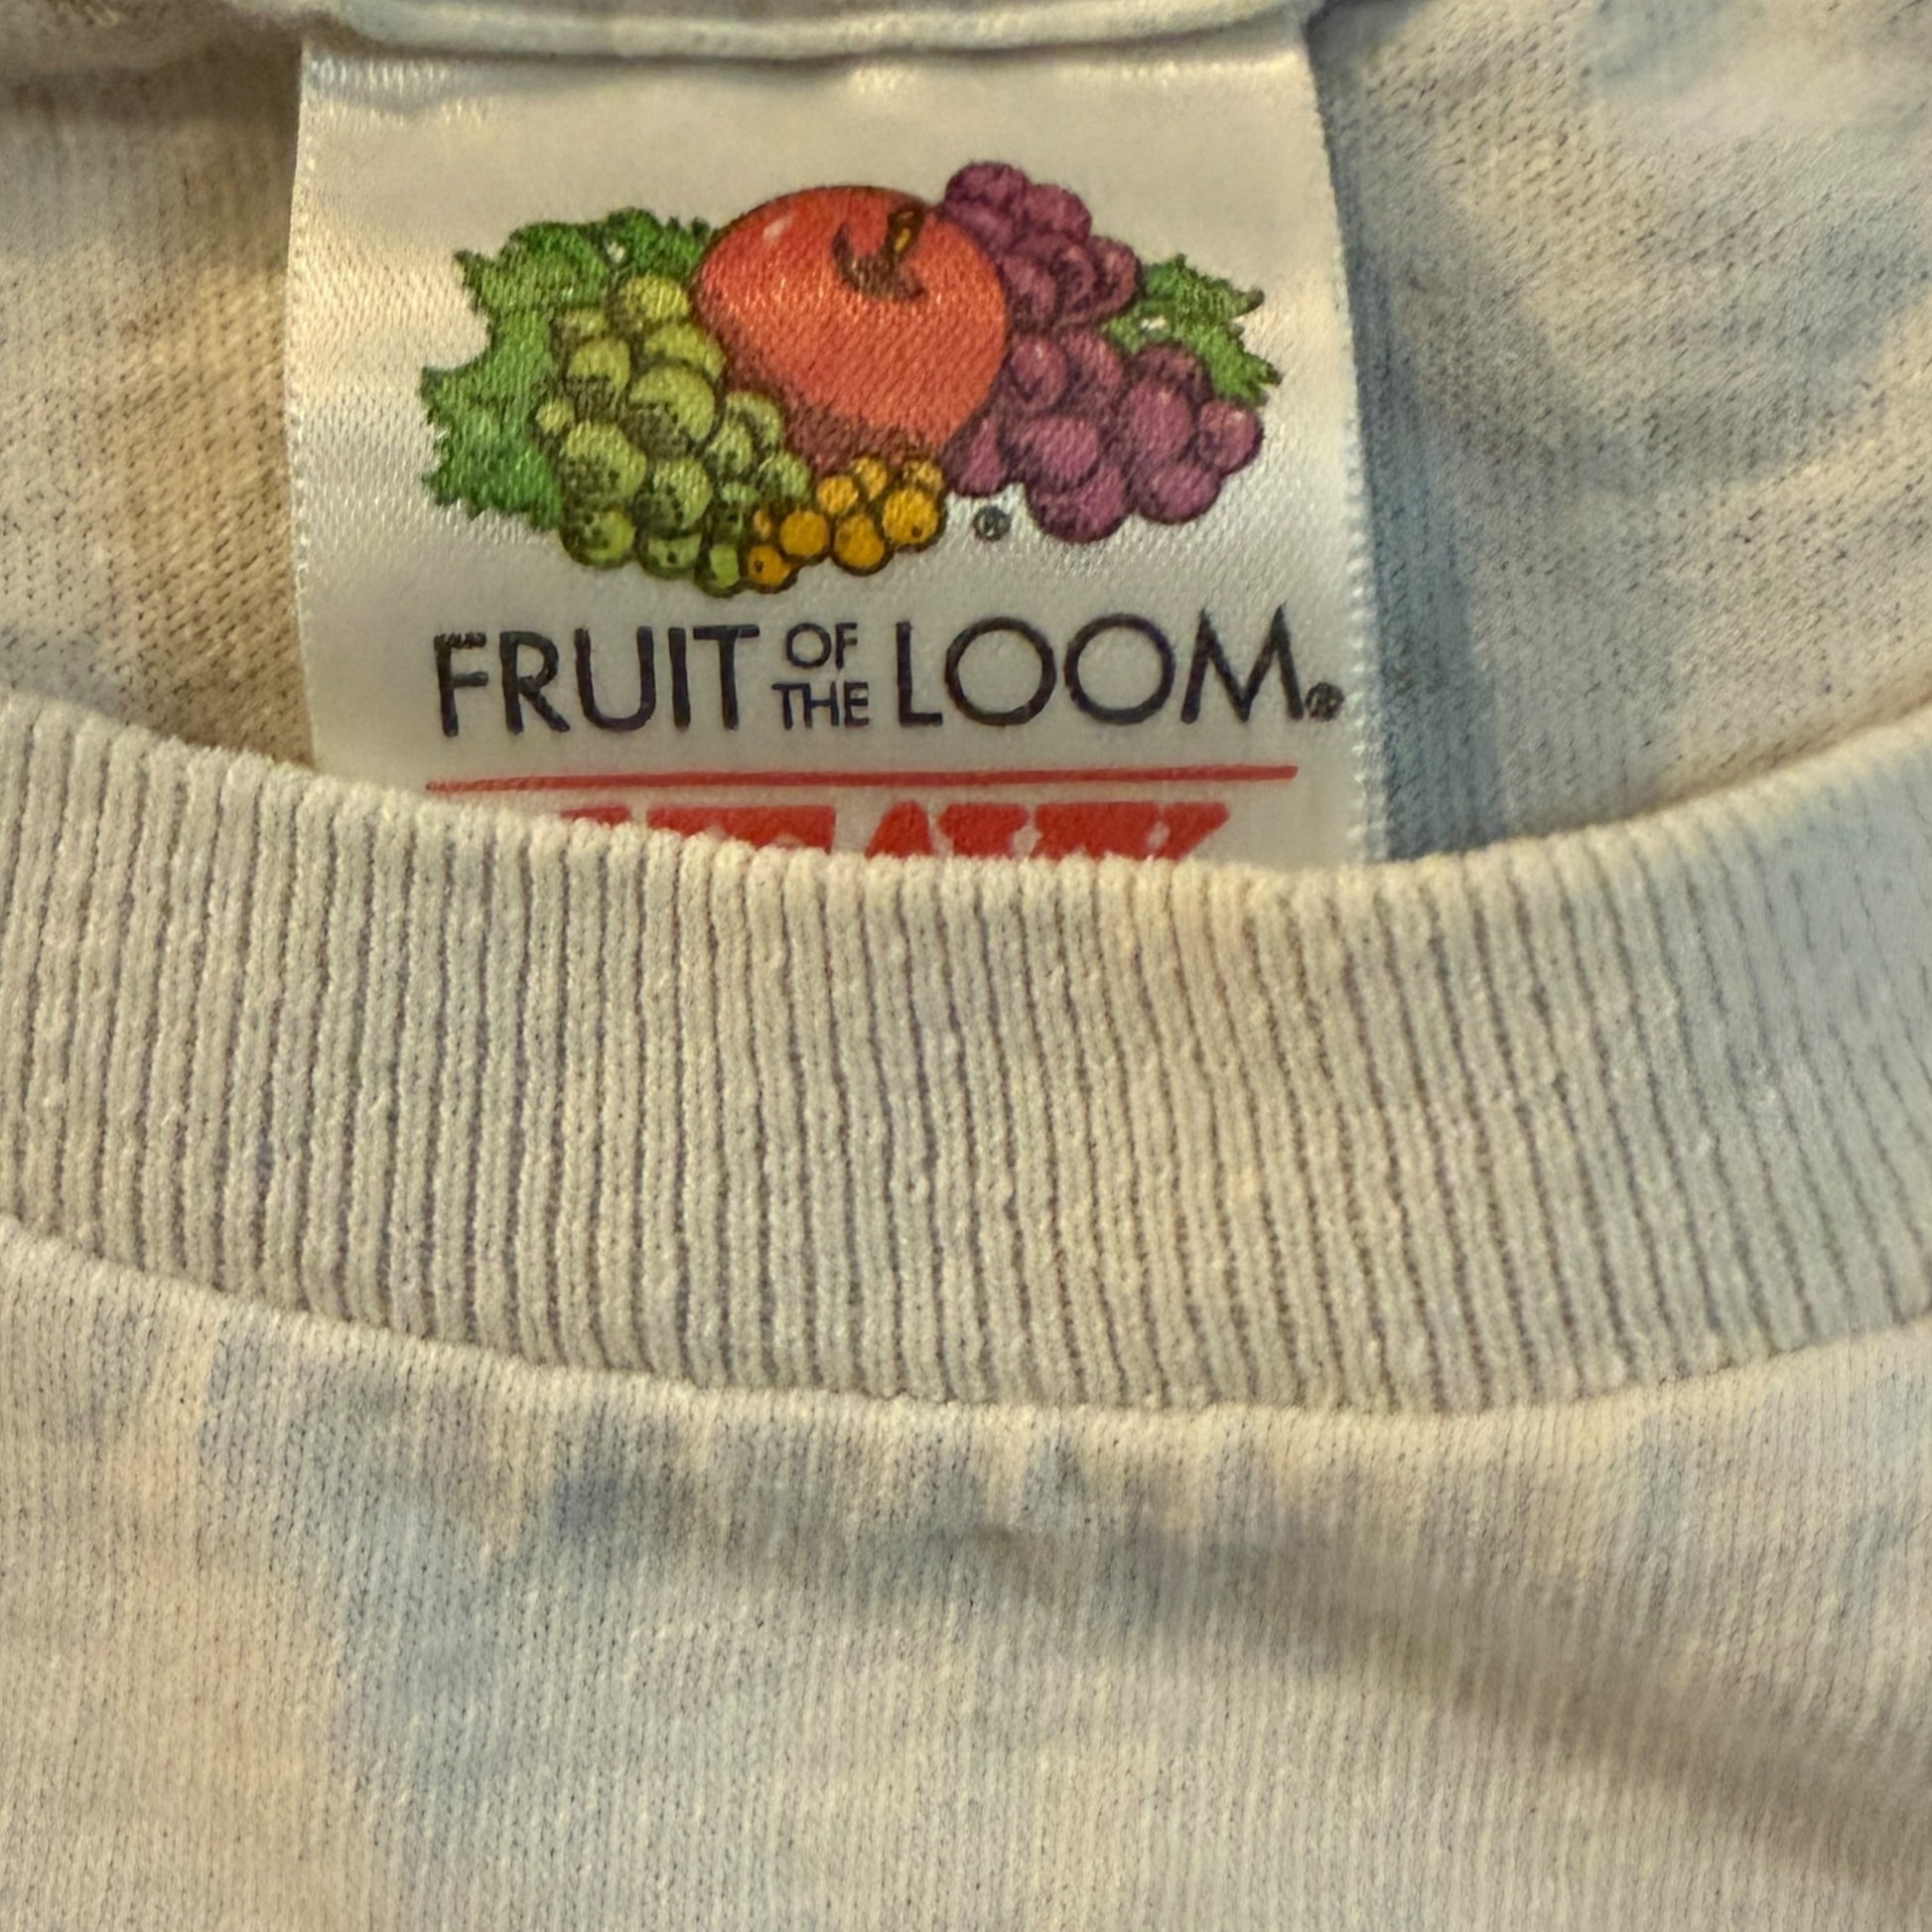 ®
FRUIT OF THE LOOM®